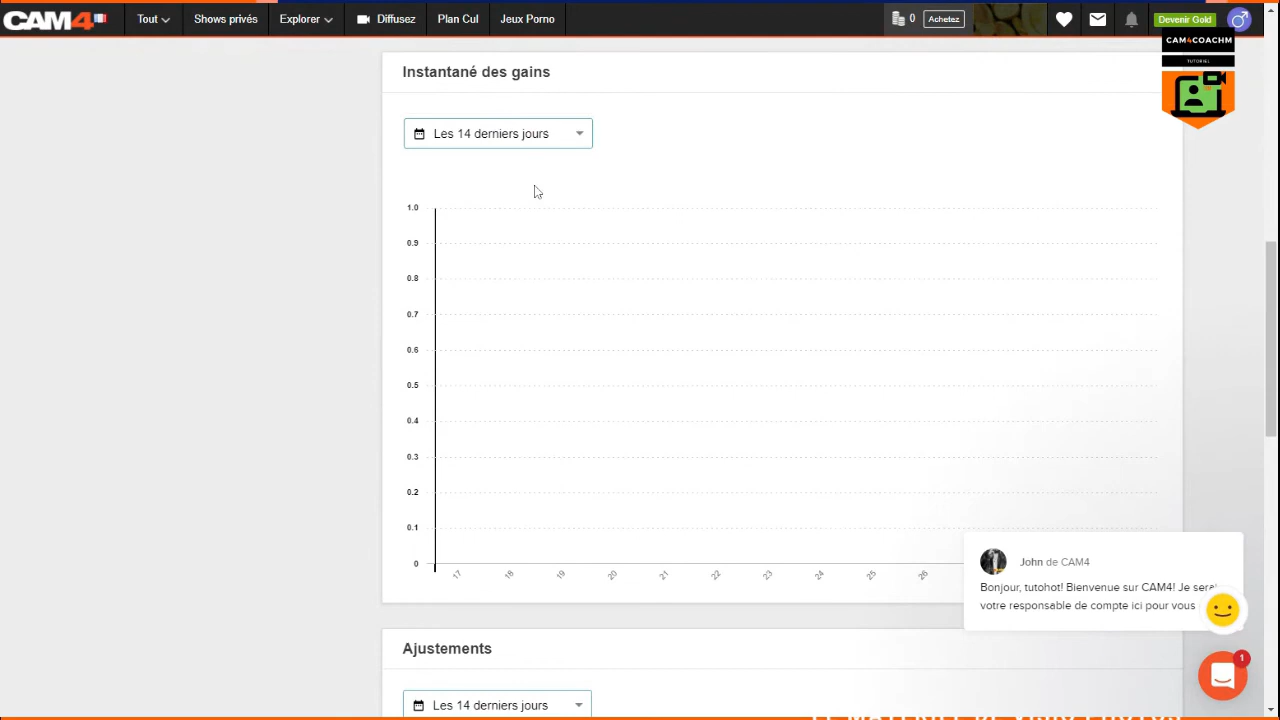 CAM4
Tout
Shows privés
Explorer
Diffusez
Plan Cul
Jeux Porno
0
Achetez
Devenir Gold
CAM4COACHM
TUTORIEL
Instantané des gains
Les 14 derniers jours
1.0
0.9
0.8
0.7
0.6
0.5
0.4
0.3
0.2
0.1
0
17
18
19
20
21
22
23
24
25
26
John de CAM4
Bonjour, tutohot! Bienvenue sur CAM4! Je serai
votre responsable de compte ici pour vous
1
Ajustements
Les 14 derniers jours